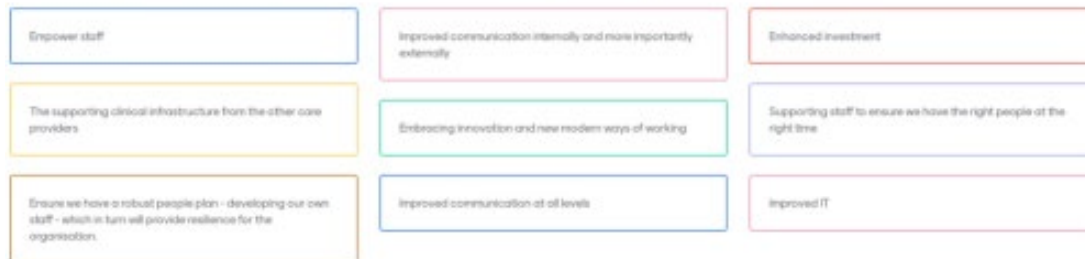 Empower staff
Improved communication internally and more importantly
externally
Enhanced investment
The supporting clinical infrastructure from the other care
providers
Embracing innovation and new modern ways of working
Supporting staff to ensure we have the right people at the
right time
Ensure we have a robust people plan - developing our own
staff - which in turn will provide resilience for the
organisation.
Improved communication at all levels
Improved IT